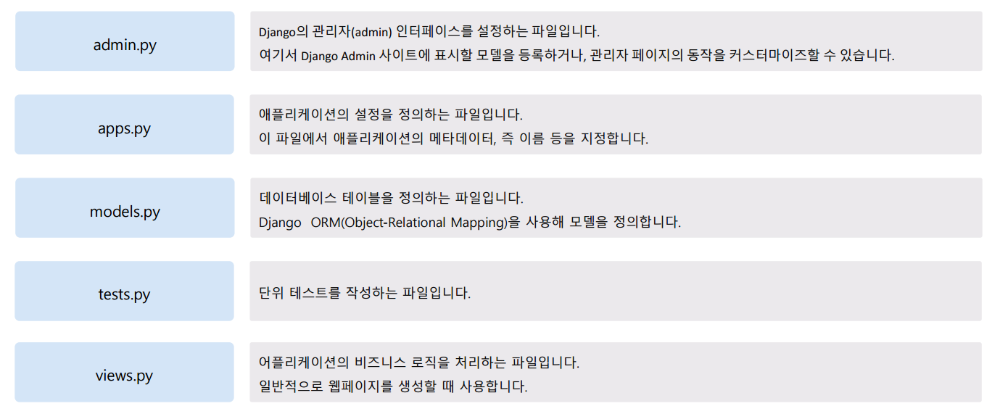 admin.py
Django의 관리자(admin) 인터페이스를 설정하는 파일입니다.
여기서 Django Admin 사이트에 표시할 모델을 등록하거나, 관리자 페이지의 동작을 커스터마이즈할 수 있습니다.
apps.py
애플리케이션의 설정을 정의하는 파일입니다.
이 파일에서 애플리케이션의 메타데이터, 즉 이름 등을 지정합니다.
models.py
데이터베이스 테이블을 정의하는 파일입니다.
Django ORM(Object-Relational Mapping)을 사용해 모델을 정의합니다.
tests.py
단위 테스트를 작성하는 파일입니다.
views.py
어플리케이션의 비즈니스 로직을 처리하는 파일입니다.
일반적으로 웹페이지를 생성할 때 사용합니다.